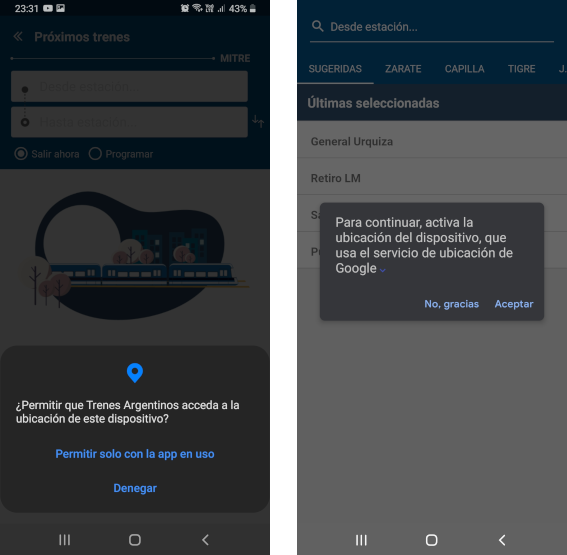 23:31
43%
Próximos trenes
MITRE
Desde estación...
Hasta estación...
Salir ahora
Programar
¿Permitir que Trenes Argentinos acceda a la
ubicación de este dispositivo?
Permitir solo con la app en uso
Denegar
Desde estación...
SUGERIDAS ZARATE CAPILLA TIGRE J.
Últimas seleccionadas
General Urquiza
Retiro LM
Para continuar, activa la
ubicación del dispositivo, que
usa el servicio de ubicación de
Google
No, gracias
Aceptar